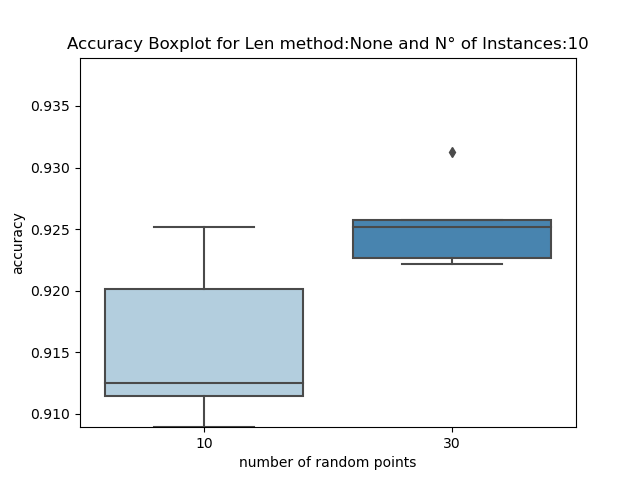 Accuracy Boxplot for Len method:None and N° of Instances:10
0.935
0.930
0.925
0.920
0.915
0.910
accuracy
10 30
number of random points